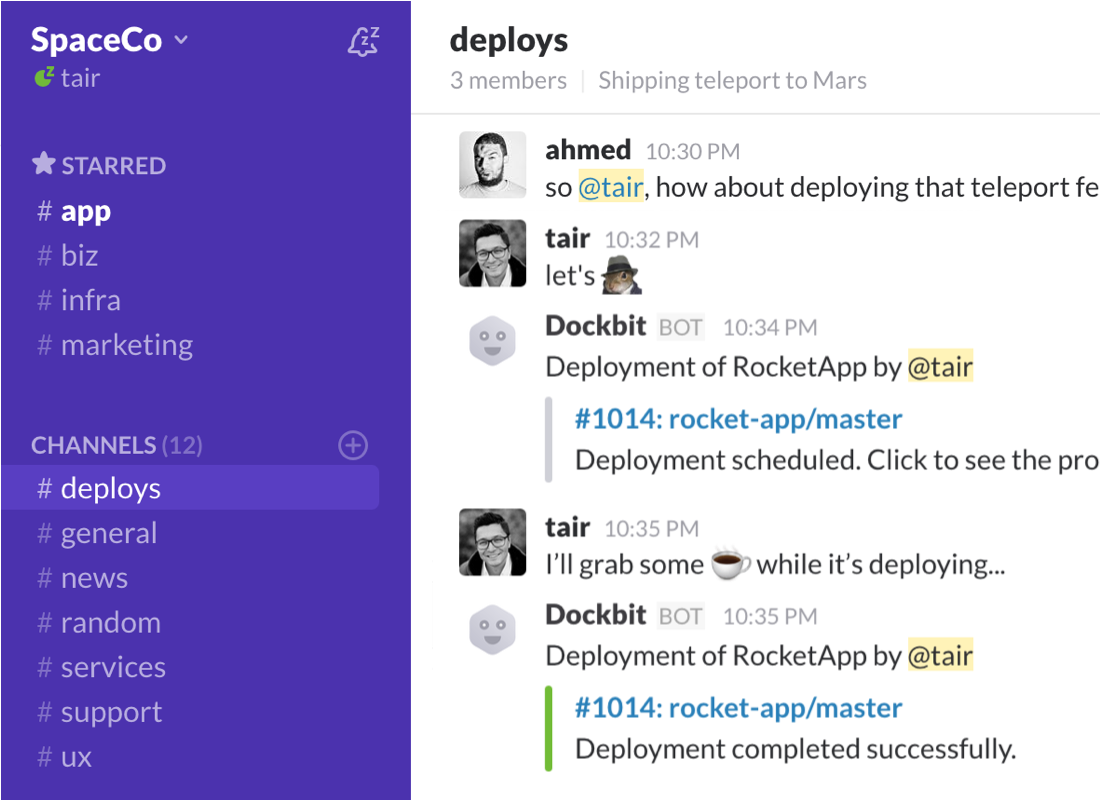 SpaceCo
tair
STARRED
# app
# biz
# infra
# marketing
CHANNELS (12)
# deploys
# general
# news
# random
# services
# support
# ux
deploys
3 members | Shipping teleport to Mars
ahmed 10:30 PM
so @tair, how about deploying that teleport fe
tair 10:32 PM
let's
Dockbit BOT 10:34 PM
Deployment of RocketApp by @tair
#1014: rocket-app/master
Deployment scheduled. Click to see the pro
tair 10:35 PM
I’ll grab some ☕ while it’s deploying...
Dockbit BOT 10:35 PM
Deployment of RocketApp by @tair
#1014: rocket-app/master
Deployment completed successfully.